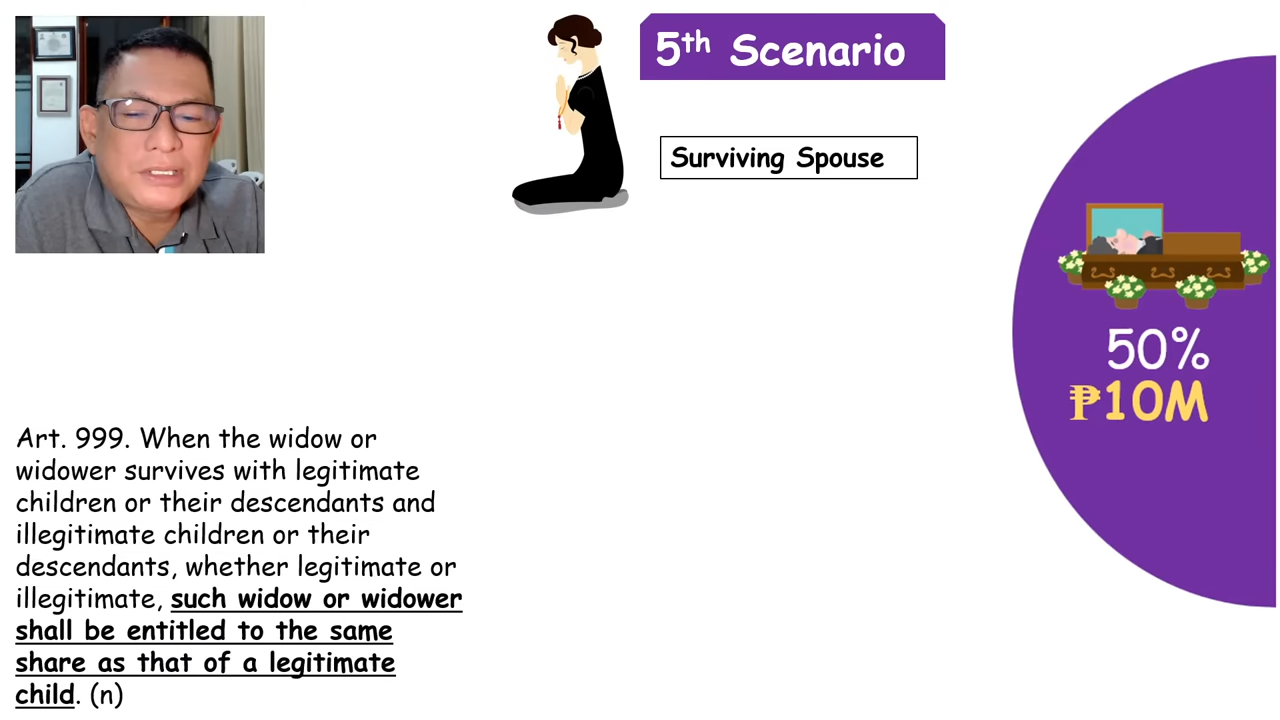 5th Scenario
Surviving Spouse
50%
₱10M
Art. 999. When the widow or
widower survives with legitimate
children or their descendants and
illegitimate children or their
descendants, whether legitimate or
illegitimate, such widow or widower
shall be entitled to the same
share as that of a legitimate
child. (n)